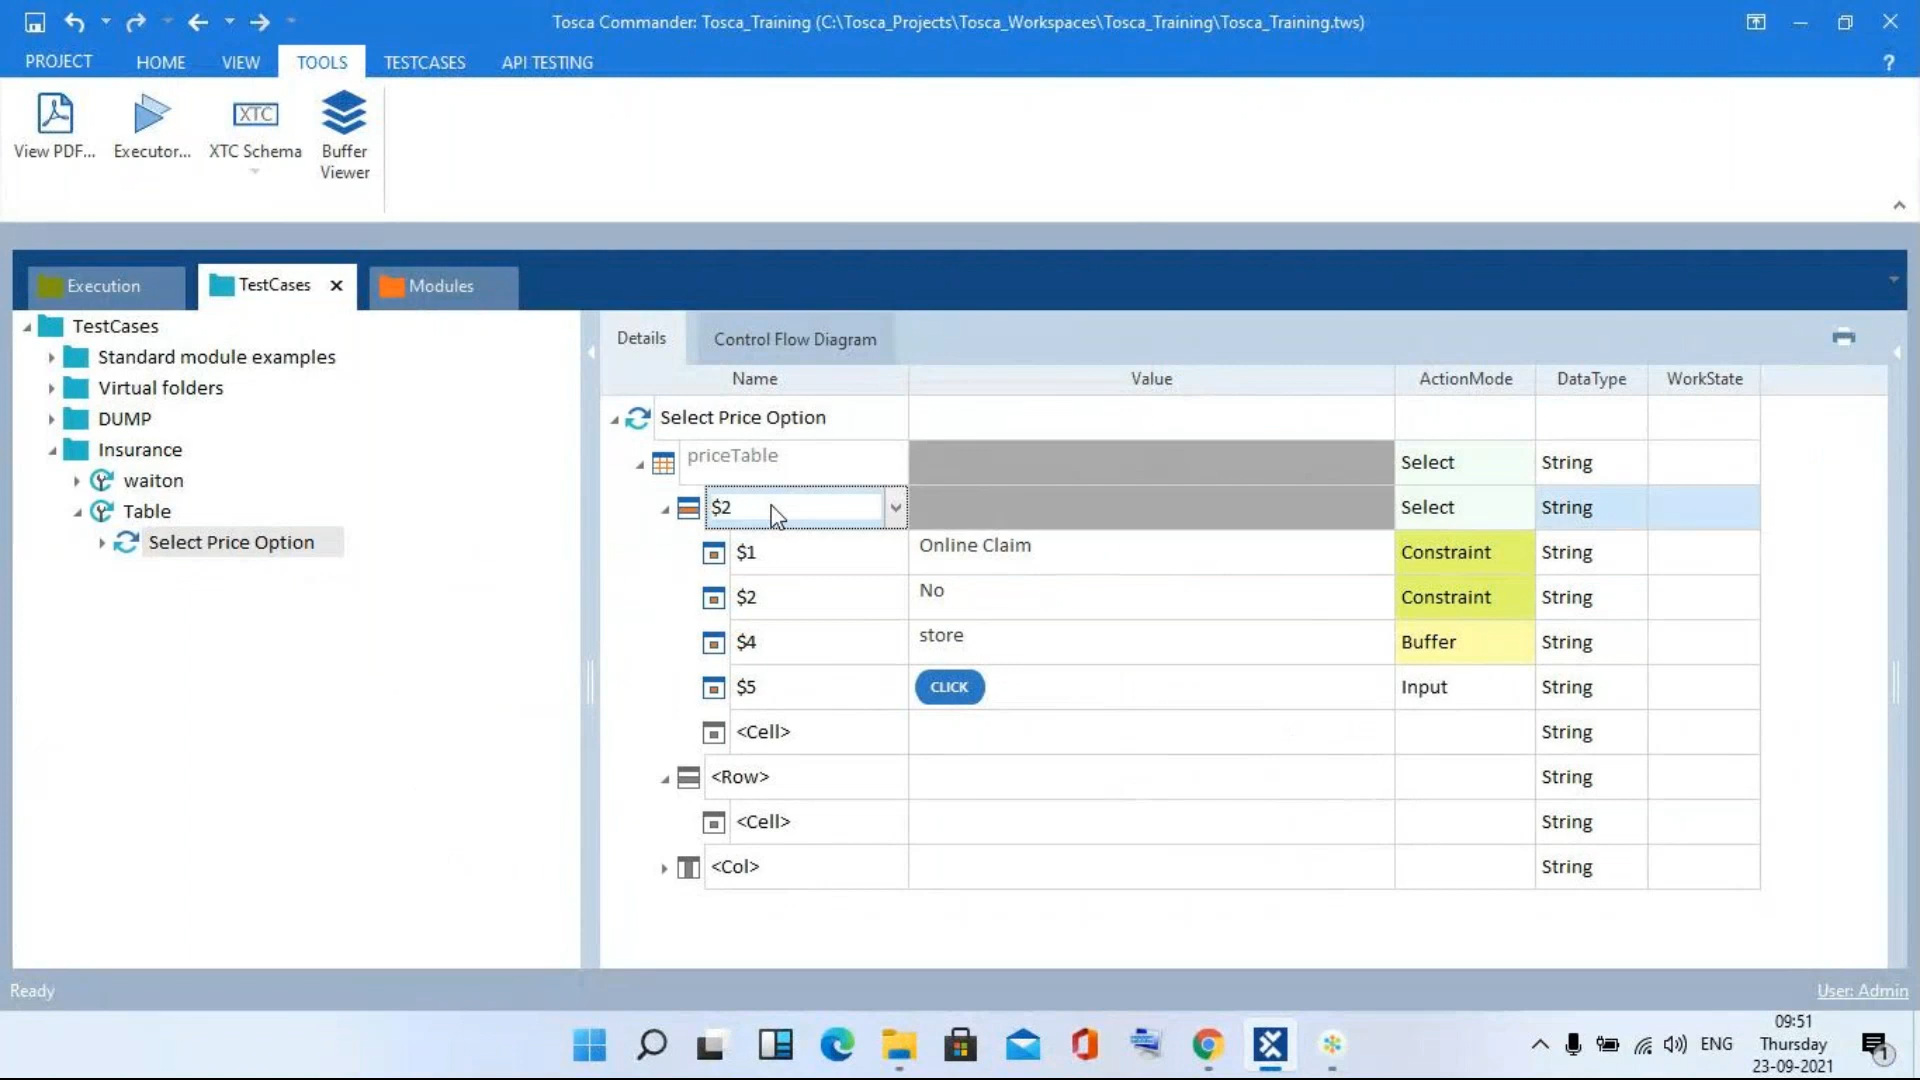 Tosca Commander: Tosca_Training (C:\Tosca_Projects\Tosca_Workspaces\Tosca_Training\Tosca_Training.tws)
PROJECT HOME VIEW TOOLS TESTCASES API TESTING ?
XTC
View PDF... Executor... XTC Schema Buffer Viewer
Execution TestCases Modules
TestCases
Standard module examples
Virtual folders
DUMP
Insurance
waiton
Table
Select Price Option
Details Control Flow Diagram
Name Value ActionMode DataType WorkState
Select Price Option
priceTable Select String
$2 Select String
$1 Online Claim Constraint String
$2 No Constraint String
$4 store Buffer String
$5 CLICK Input String
<Cell> String
<Row> String
<Cell> String
<Col> String
Ready User: Admin
ENG
09:51
Thursday
23-09-2021
1